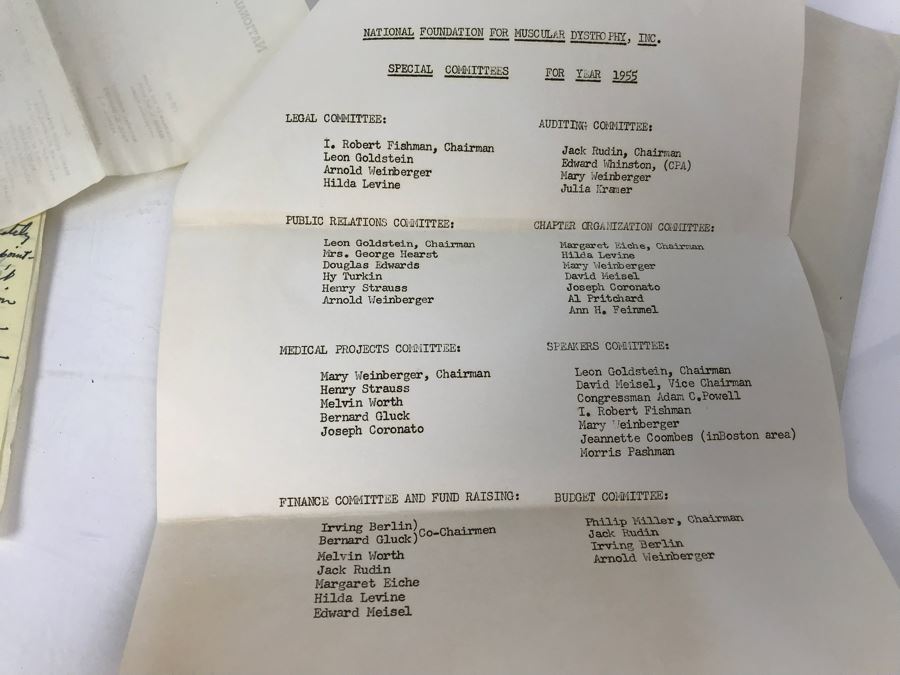 NATIONAL FOUNDATION FOR MUSCULAR DYSTROPHY, INC.
SPECIAL COMMITTEES FOR YEAR 1955
LEGAL COMMITTEE:
I. Robert Fishman, Chairman
Leon Goldstein
Arnold Weinberger
Hilda Levine
AUDITING COMMITTEE:
Jack Rudin, Chairman
Edward Whinston, (CPA)
Mary Weinberger
Julia Kramer
PUBLIC RELATIONS COMMITTEE:
Leon Goldstein, Chairman
Mrs. George Hearst
Douglas Edwards
Hy Turkin
Henry Strauss
Arnold Weinberger
CHAPTER ORGANIZATION COMMITTEE:
Margaret Eiche, Chairman
Hilda Levine
Mary Weinberger
David Meisel
Joseph Coronato
Al Pritchard
Ann H. Feinmel
MEDICAL PROJECTS COMMITTEE:
Mary Weinberger, Chairman
Henry Strauss
Melvin Worth
Bernard Gluck
Joseph Coronato
SPEAKERS COMMITTEE:
Leon Goldstein, Chairman
David Meisel, Vice Chairman
Congressman Adam C.Powell
I. Robert Fishman
Mary Weinberger
Jeannette Coombes (inBoston area)
Morris Pashman
FINANCE COMMITTEE AND FUND RAISING:
Irving Berlin)
Bernard Gluck)Co-Chairmen
Melvin Worth
Jack Rudin
Margaret Eiche
Hilda Levine
Edward Meisel
BUDGET COMMITTEE:
Philip Miller, Chairman
Jack Rudin
Irving Berlin
Arnold Weinberger
NATIONAL